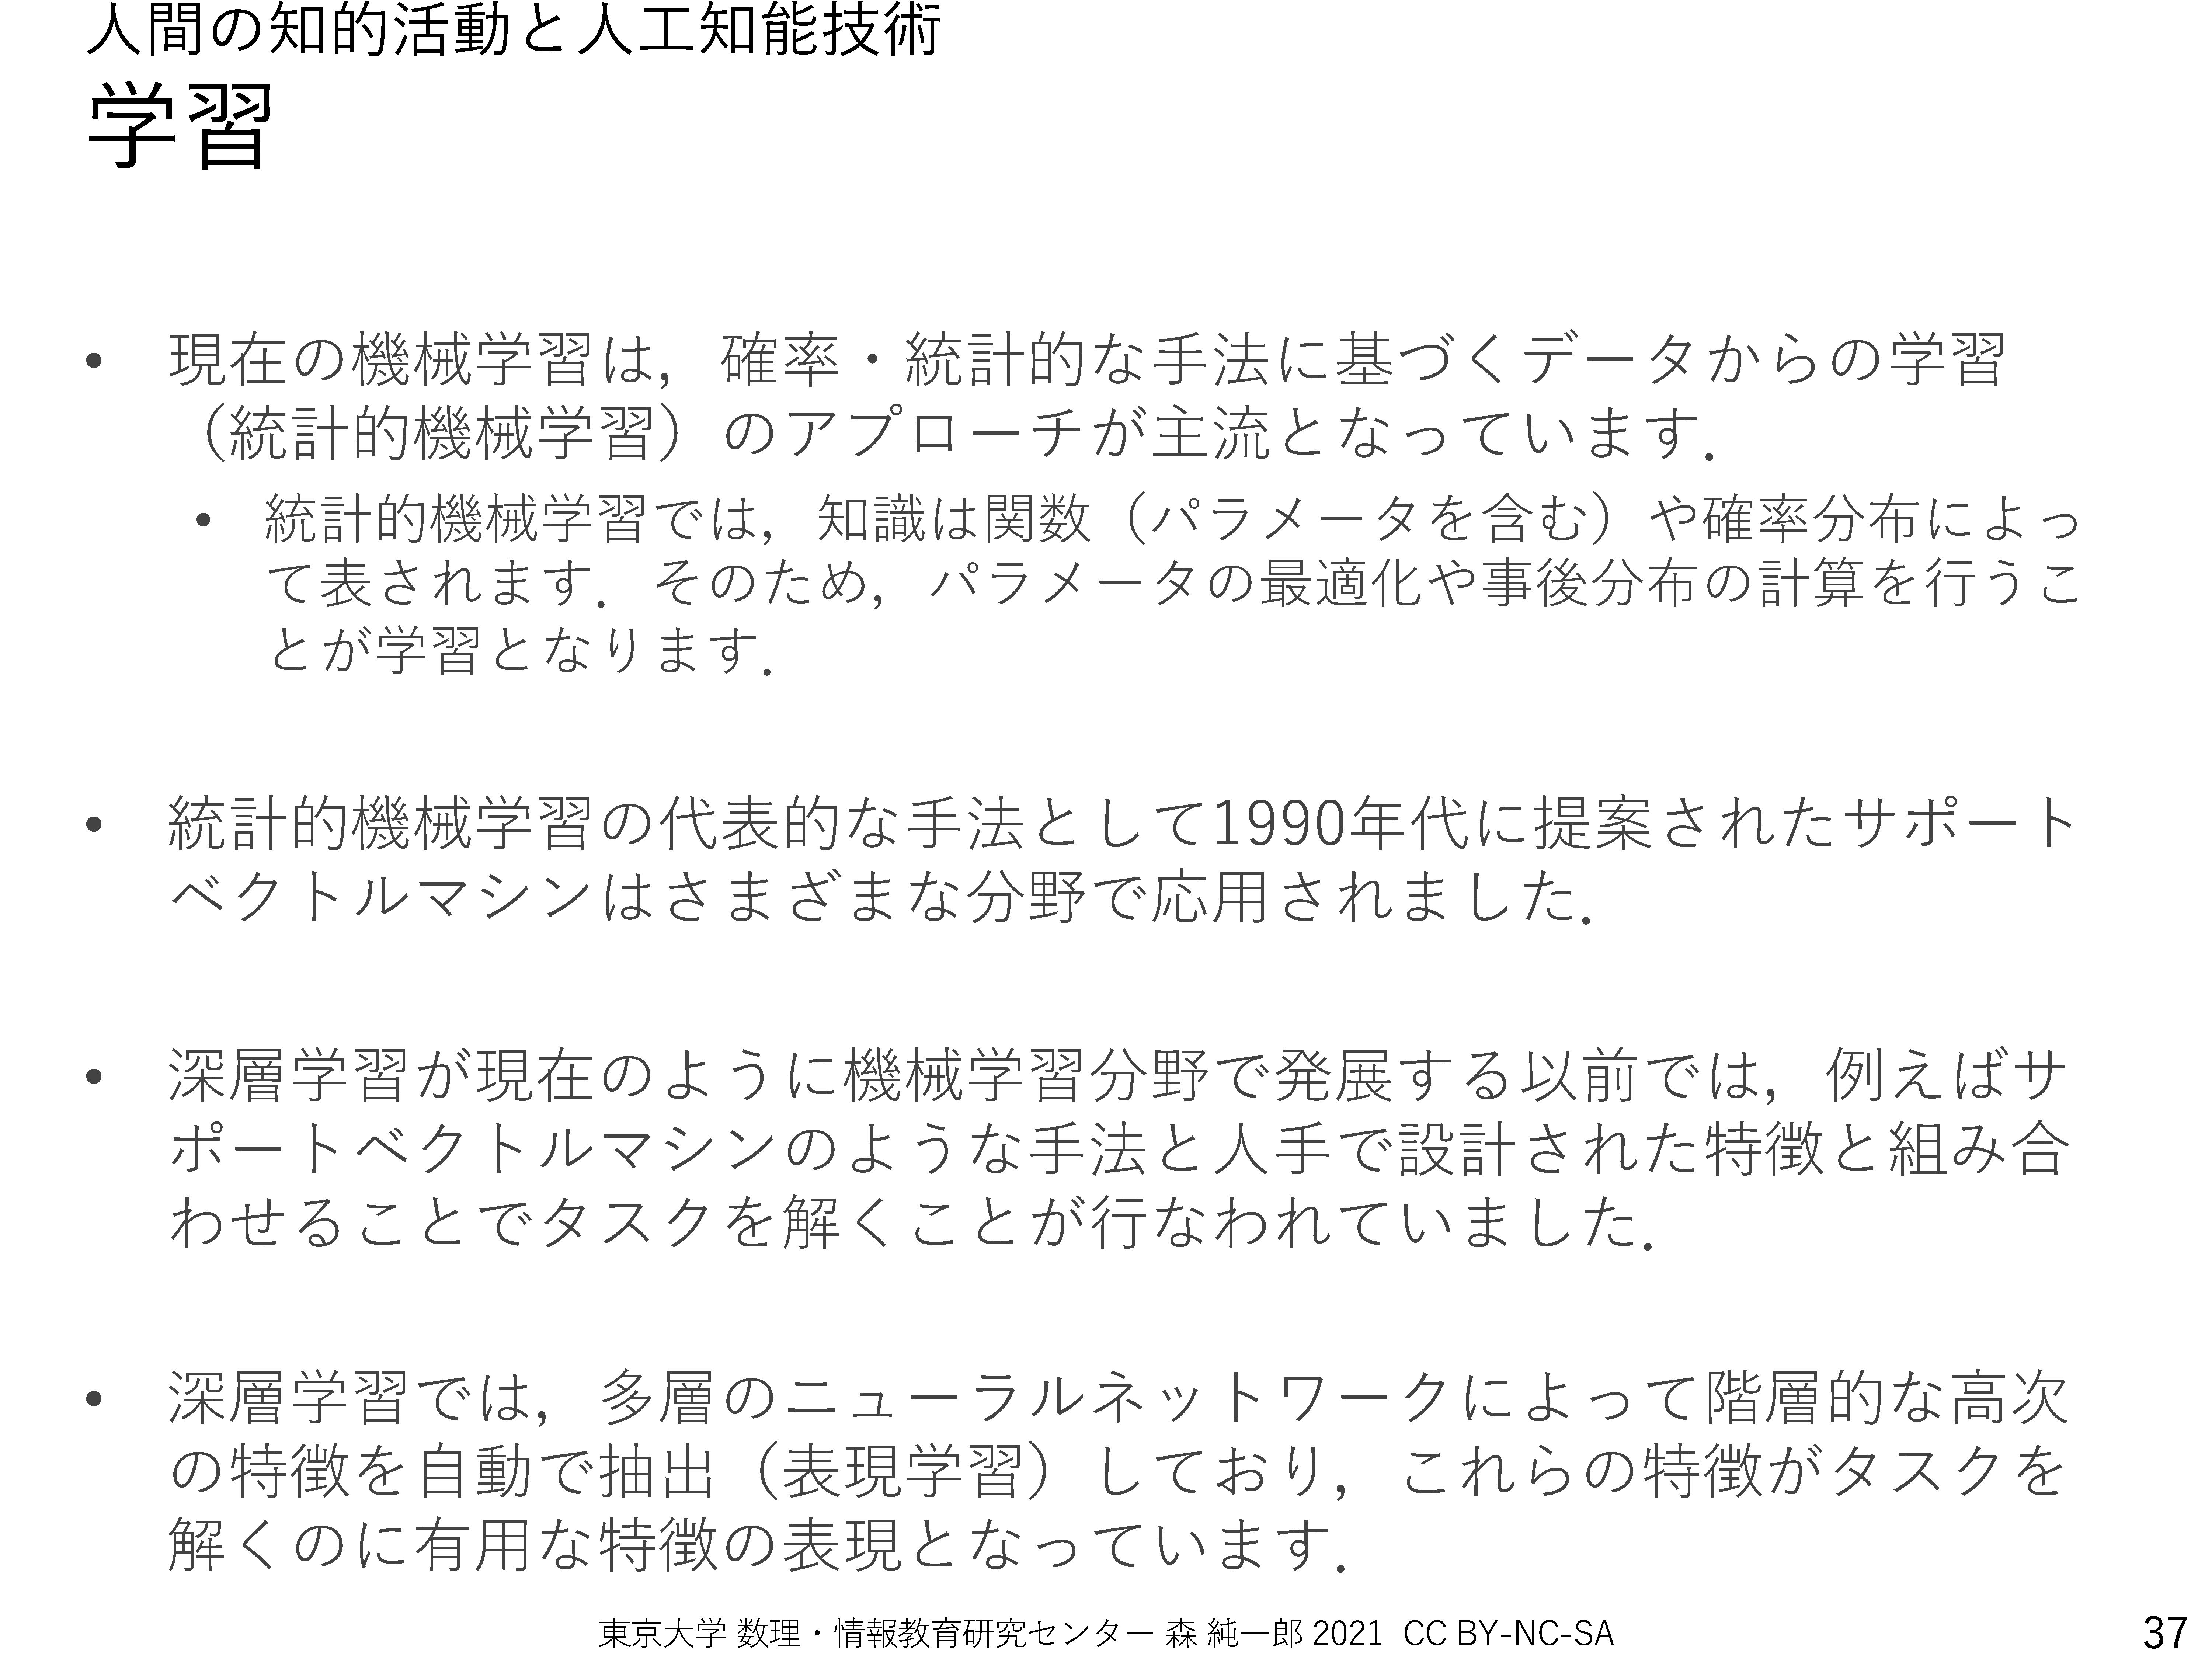 人間の知的活動と人工知能技術
学習
• 現在の機械学習は，確率・統計的な手法に基づくデータからの学習
（統計的機械学習）のアプローチが主流となっています．
• 統計的機械学習では，知識は関数（パラメータを含む）や確率分布によっ
て表されます．そのため，パラメータの最適化や事後分布の計算を行うこ
とが学習となります．
• 統計的機械学習の代表的な手法として1990年代に提案されたサポート
ベクトルマシンはさまざまな分野で応用されました．
• 深層学習が現在のように機械学習分野で発展する以前では，例えばサ
ポートベクトルマシンのような手法と人手で設計された特徴と組み合
わせることでタスクを解くことが行なわれていました．
• 深層学習では，多層のニューラルネットワークによって階層的な高次
の特徴を自動で抽出（表現学習）しており，これらの特徴がタスクを
解くのに有用な特徴の表現となっています．
東京大学 数理・情報教育研究センター 森 純一郎 2021 CC BY-NC-SA
37